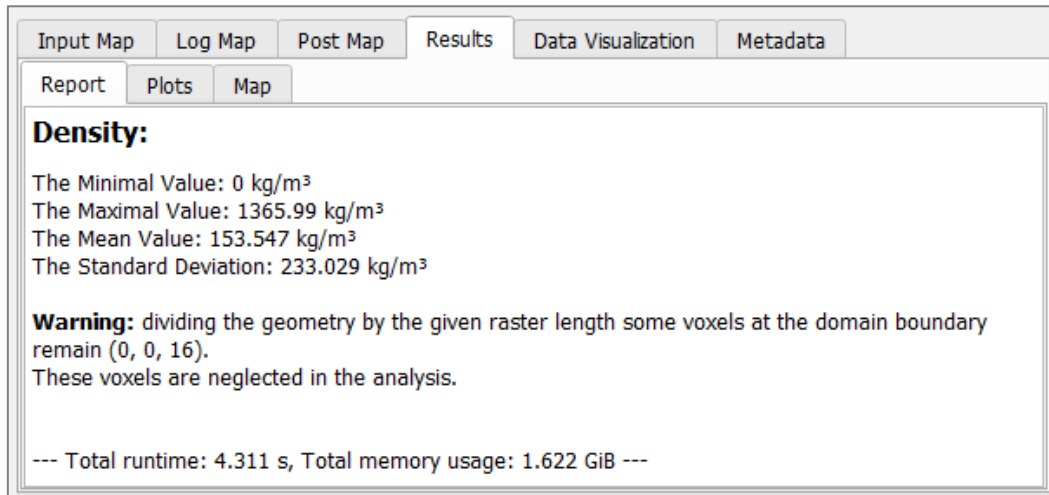 Input Map Log Map Post Map Results Data Visualization Metadata
Report Plots Map
Density:
The Minimal Value: 0 kg/m³
The Maximal Value: 1365.99 kg/m³
The Mean Value: 153.547 kg/m³
The Standard Deviation: 233.029 kg/m³
Warning: dividing the geometry by the given raster length some voxels at the domain boundary
remain (0, 0, 16).
These voxels are neglected in the analysis.
--- Total runtime: 4.311 s, Total memory usage: 1.622 GiB ---